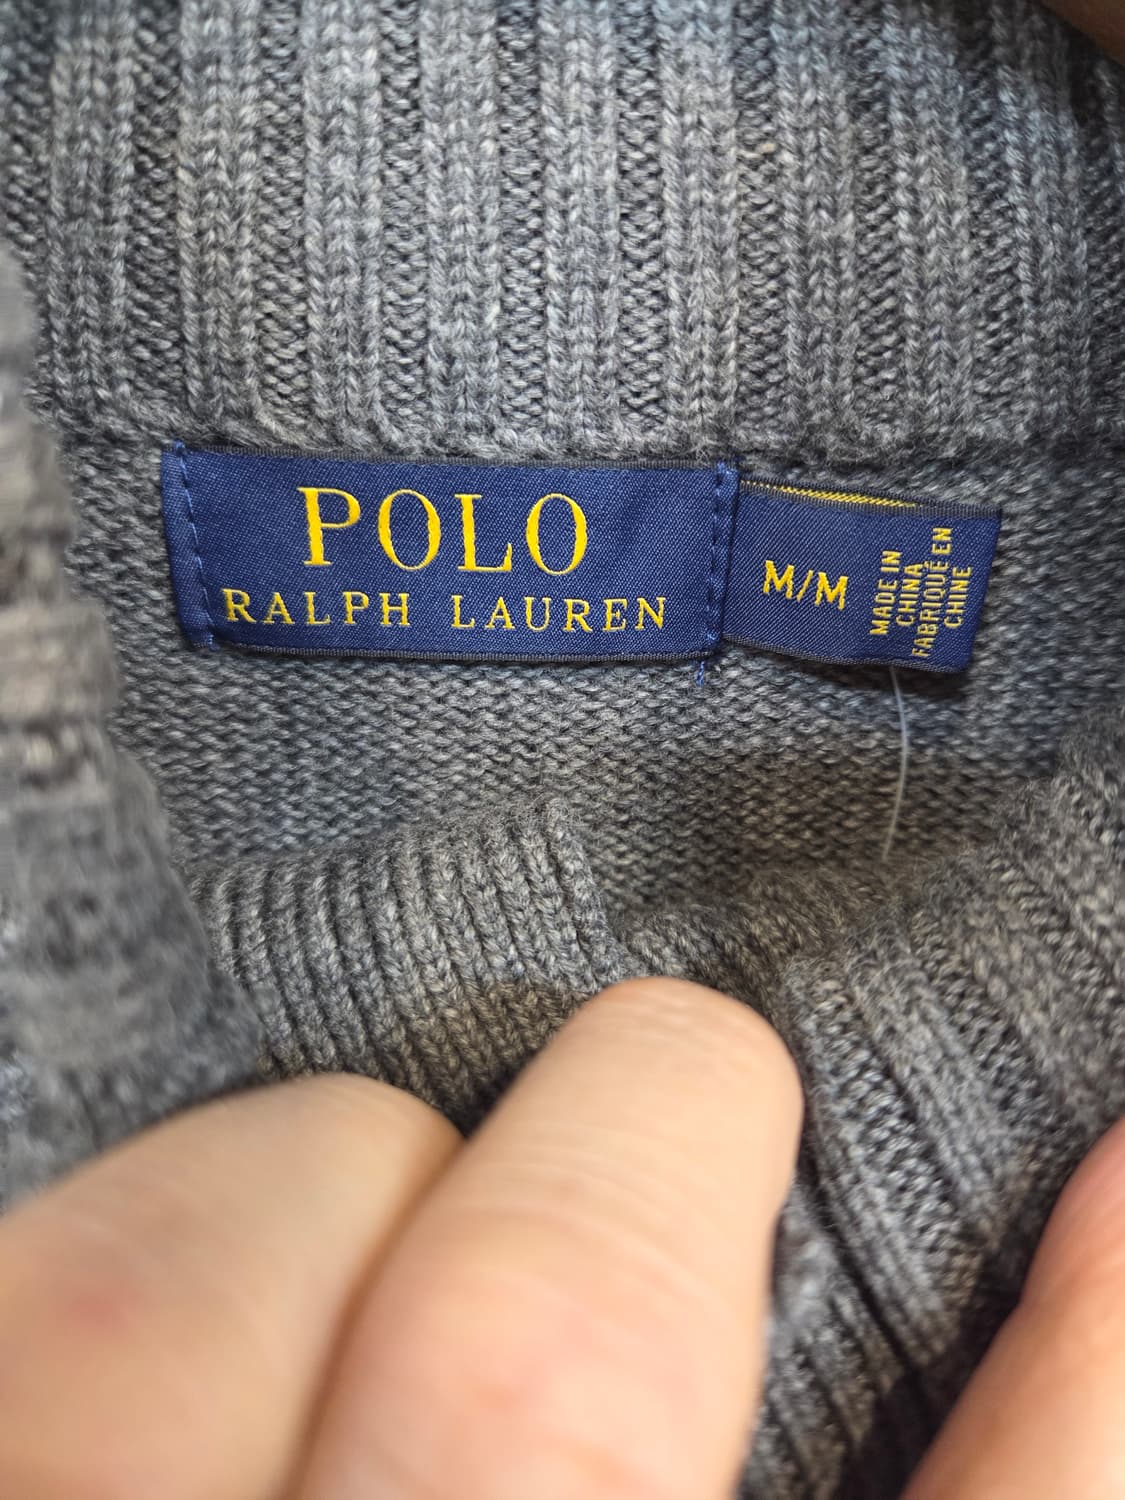 POLO
RALPH LAUREN
M/M
MADE IN
CHINA
FABRIQUÉ EN
CHINE